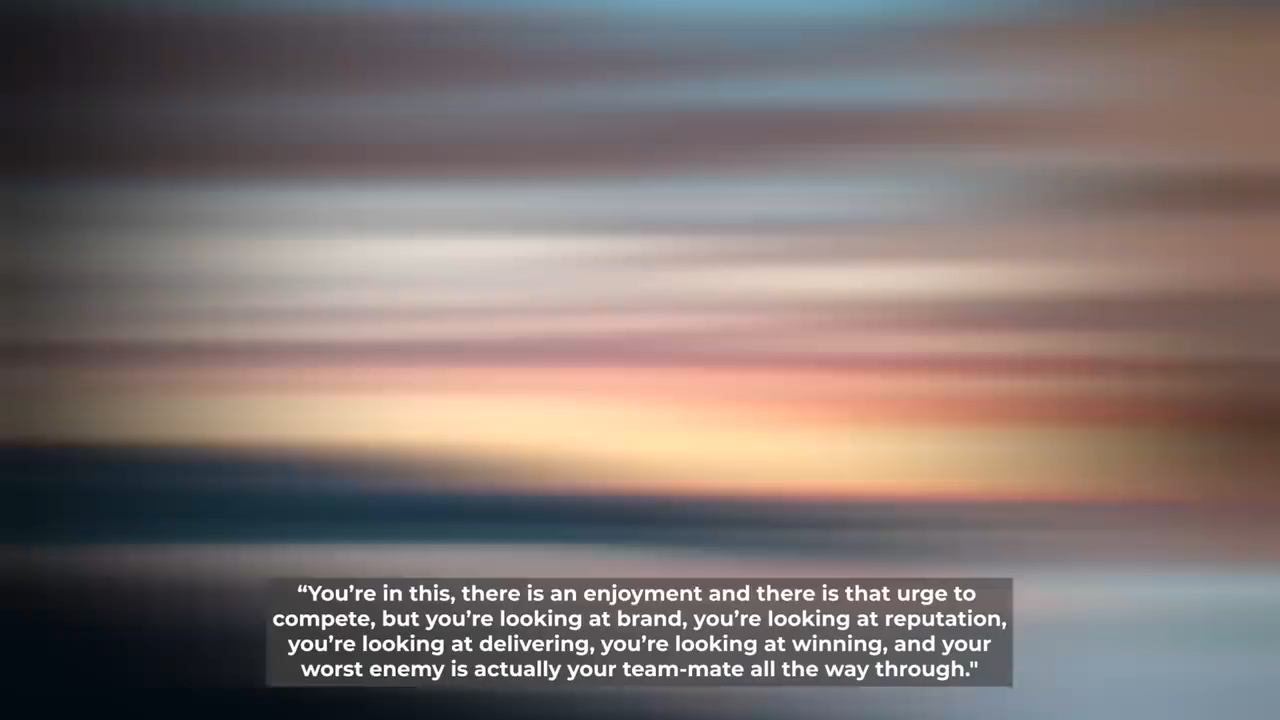 “You’re in this, there is an enjoyment and there is that urge to
compete, but you’re looking at brand, you’re looking at reputation,
you’re looking at delivering, you’re looking at winning, and your
worst enemy is actually your team-mate all the way through."